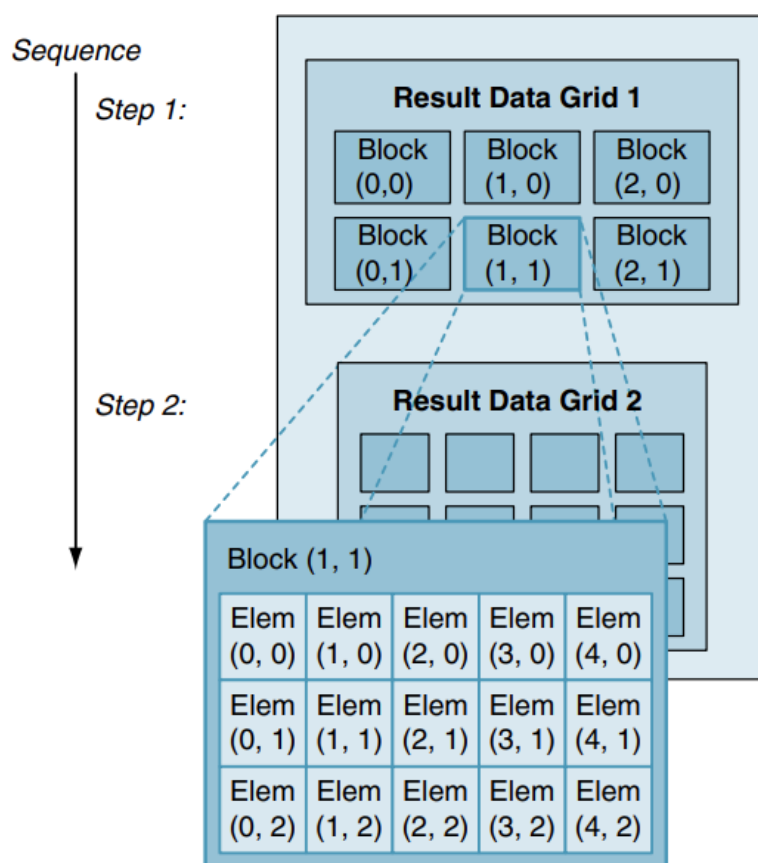 Sequence
Step 1:
Result Data Grid 1
Block
(0,0)
Block
(1, 0)
Block
(2, 0)
Block
(0,1)
Block
(1, 1)
Block
(2, 1)
Step 2:
Result Data Grid 2
Block (1, 1)
Elem
(0, 0)
Elem
(1, 0)
Elem
(2, 0)
Elem
(3, 0)
Elem
(4, 0)
Elem
(0, 1)
Elem
(1, 1)
Elem
(2, 1)
Elem
(3, 1)
Elem
(4, 1)
Elem
(0, 2)
Elem
(1, 2)
Elem
(2, 2)
Elem
(3, 2)
Elem
(4, 2)